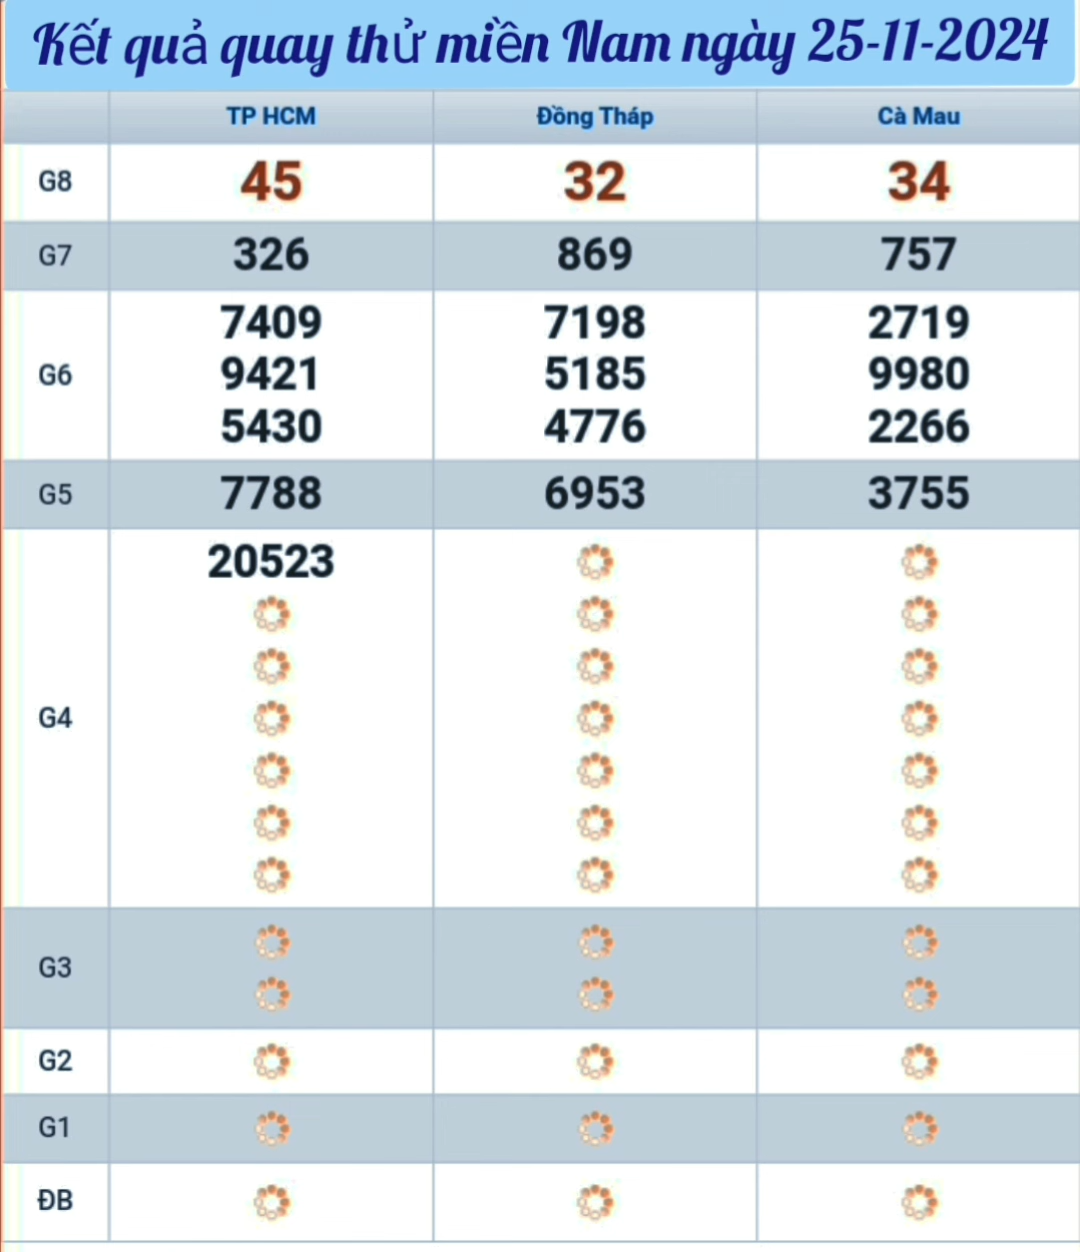 Kết quả quay thử miền Nam ngày 25-11-2024
TP HCM Đồng Tháp Cà Mau
G8 45 32 34
G7 326 869 757
7409 7198 2719
G6 9421 5185 9980
5430 4776 2266
G5 7788 6953 3755
20523
G4
G3
G2
G1
ĐB